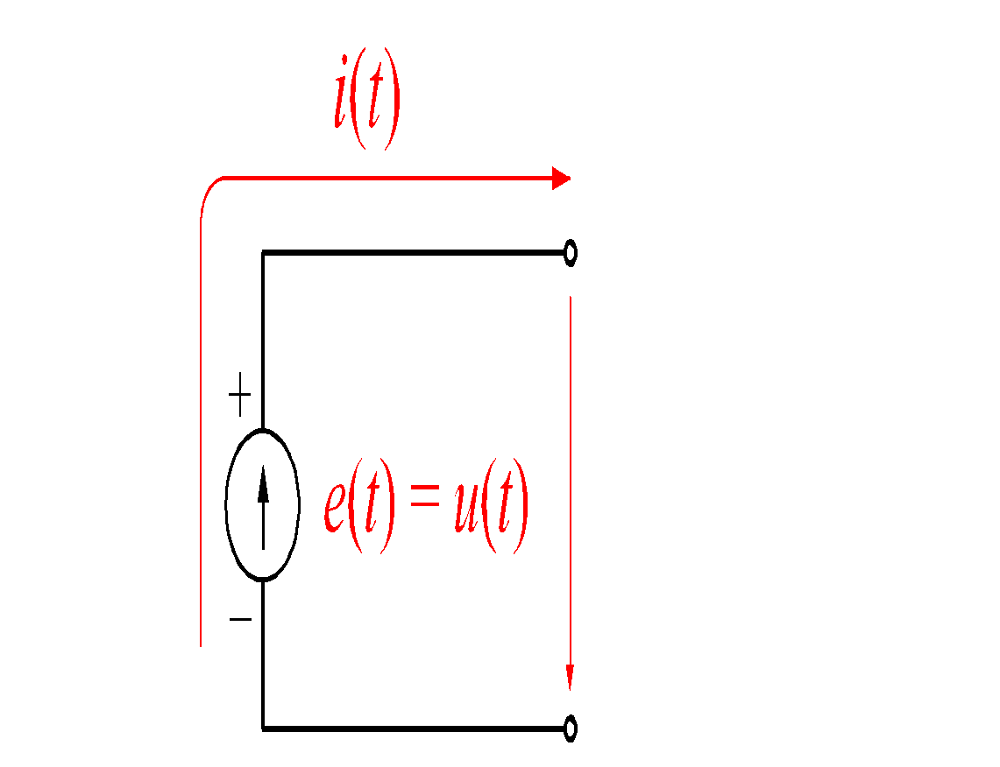 i(t)
+
e(t) = u(t)
−